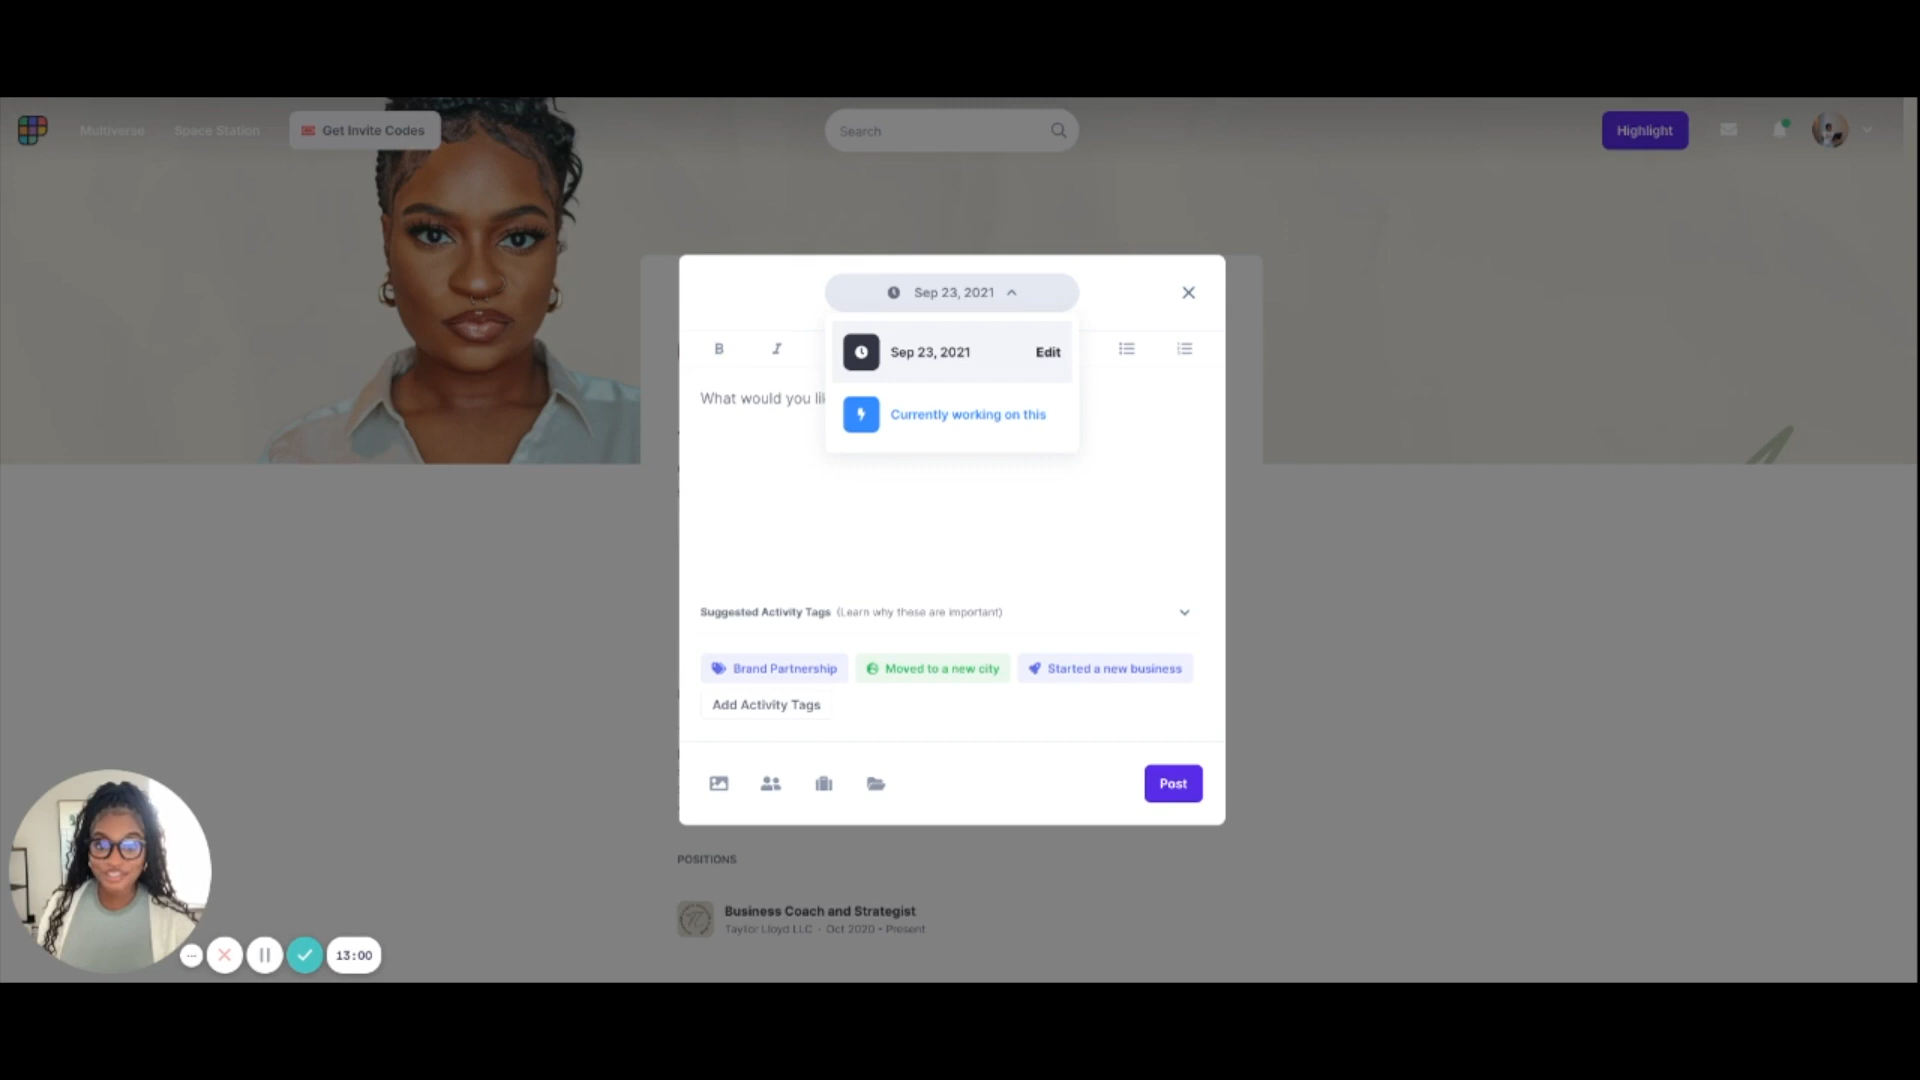 Multiverse
Space Station
Get Invite Codes
Search
Highlight
Sep 23, 2021
Sep 23, 2021 Edit
B I
What would you li
Currently working on this
Suggested Activity Tags (Learn why these are important)
Brand Partnership
Moved to a new city
Started a new business
Add Activity Tags
Post
POSITIONS
Business Coach and Strategist
Taylor Lloyd LLC · Oct 2020 • Present
13:00